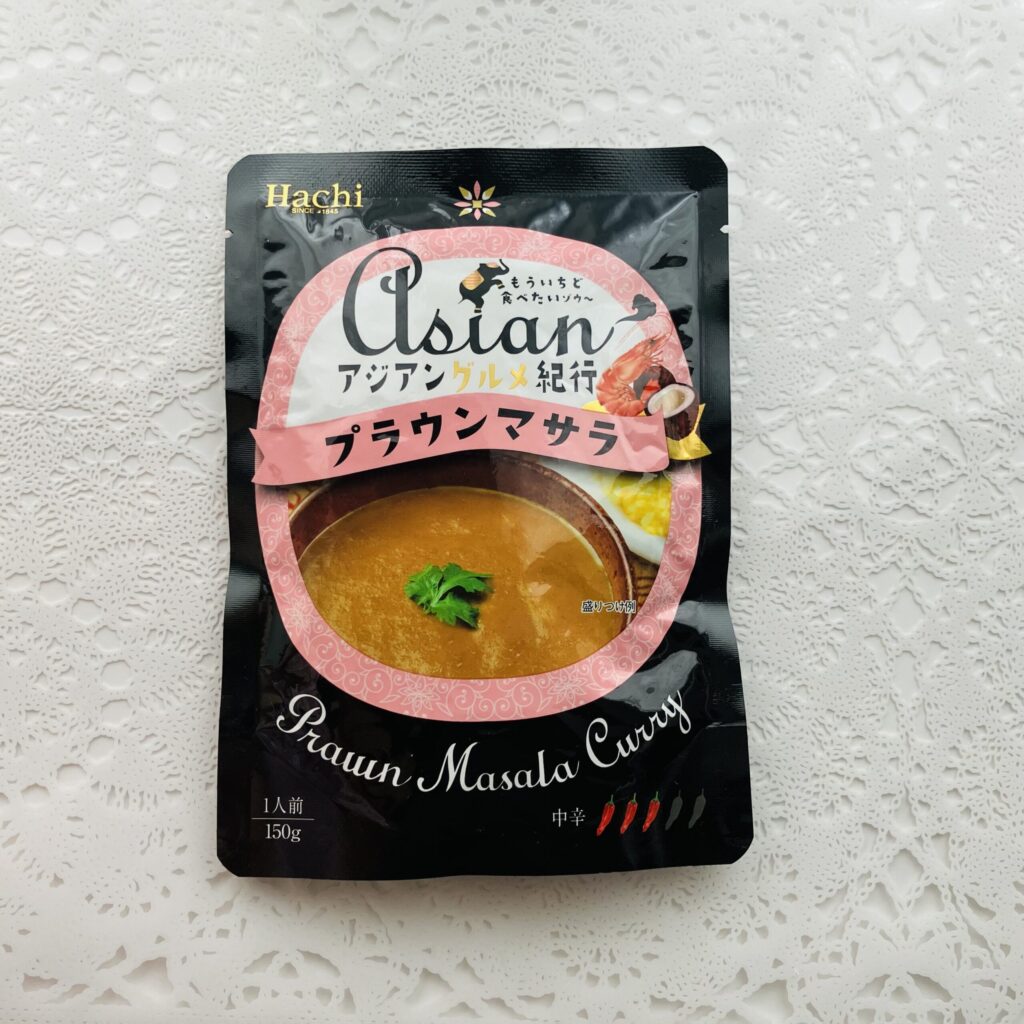 Hachi
SINCE 1845
もういちど
食べたいゾウ〜
Asian
アジアングルメ紀行
プラウンマサラ
盛りつけ例
Prawn Masala Curry
1人前
150g
中辛